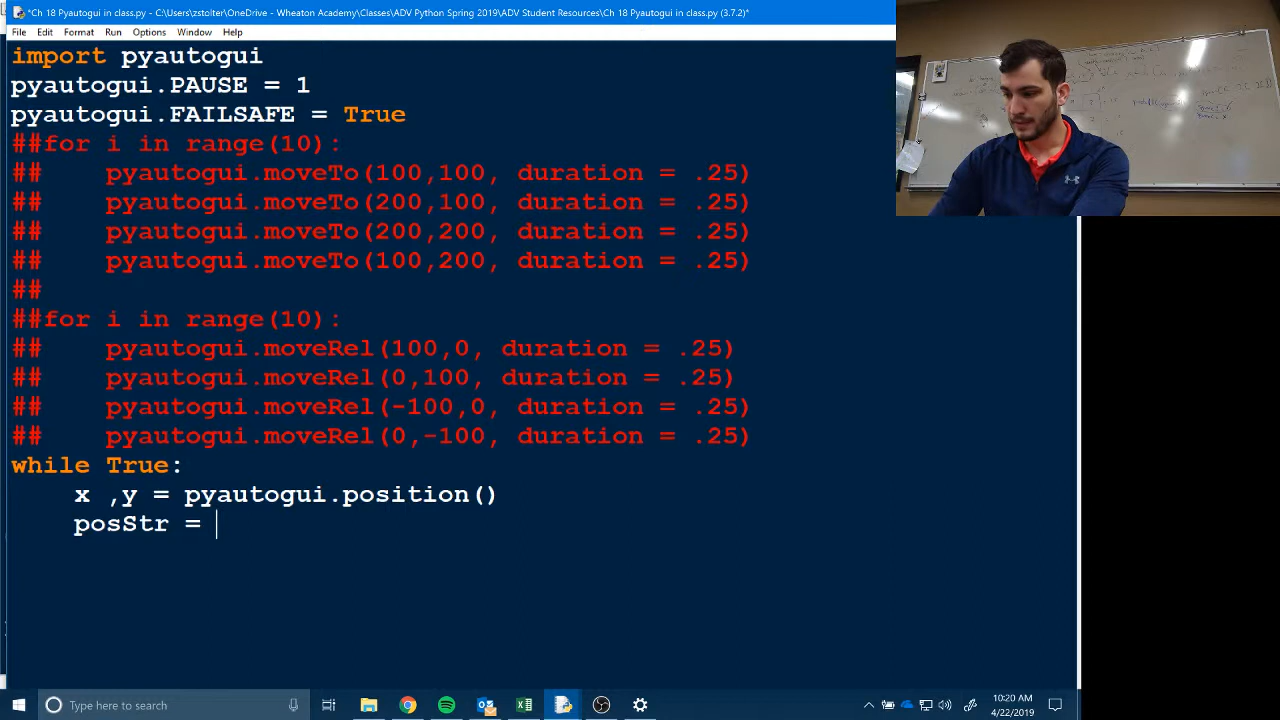 *Ch 18 Pyautogui in class.py - C:\Users\zstolter\OneDrive - Wheaton Academy\Classes\ADV Python Spring 2019\ADV Student Resources\Ch 18 Pyautogui in class.py (3.7.2)*
File Edit Format Run Options Window Help
import pyautogui
pyautogui.PAUSE = 1
pyautogui.FAILSAFE = True
##for i in range(10):
##    pyautogui.moveTo(100,100, duration = .25)
##    pyautogui.moveTo(200,100, duration = .25)
##    pyautogui.moveTo(200,200, duration = .25)
##    pyautogui.moveTo(100,200, duration = .25)
##
##for i in range(10):
##    pyautogui.moveRel(100,0, duration = .25)
##    pyautogui.moveRel(0,100, duration = .25)
##    pyautogui.moveRel(-100,0, duration = .25)
##    pyautogui.moveRel(0,-100, duration = .25)
while True:
    x ,y = pyautogui.position()
    posStr =
Type here to search
10:20 AM
4/22/2019